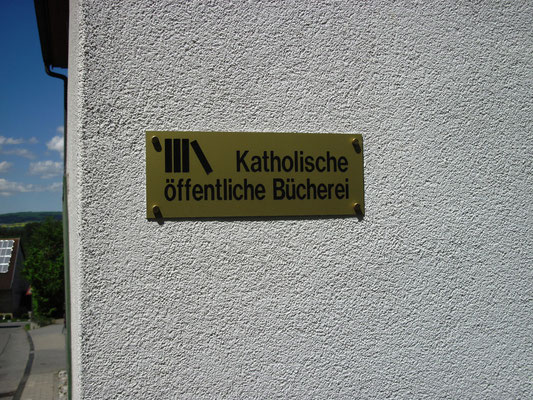 Katholische
öffentliche Bücherei